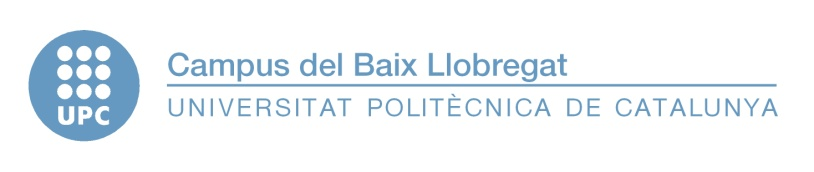 UPC
Campus del Baix Llobregat
UNIVERSITAT POLITÈCNICA DE CATALUNYA